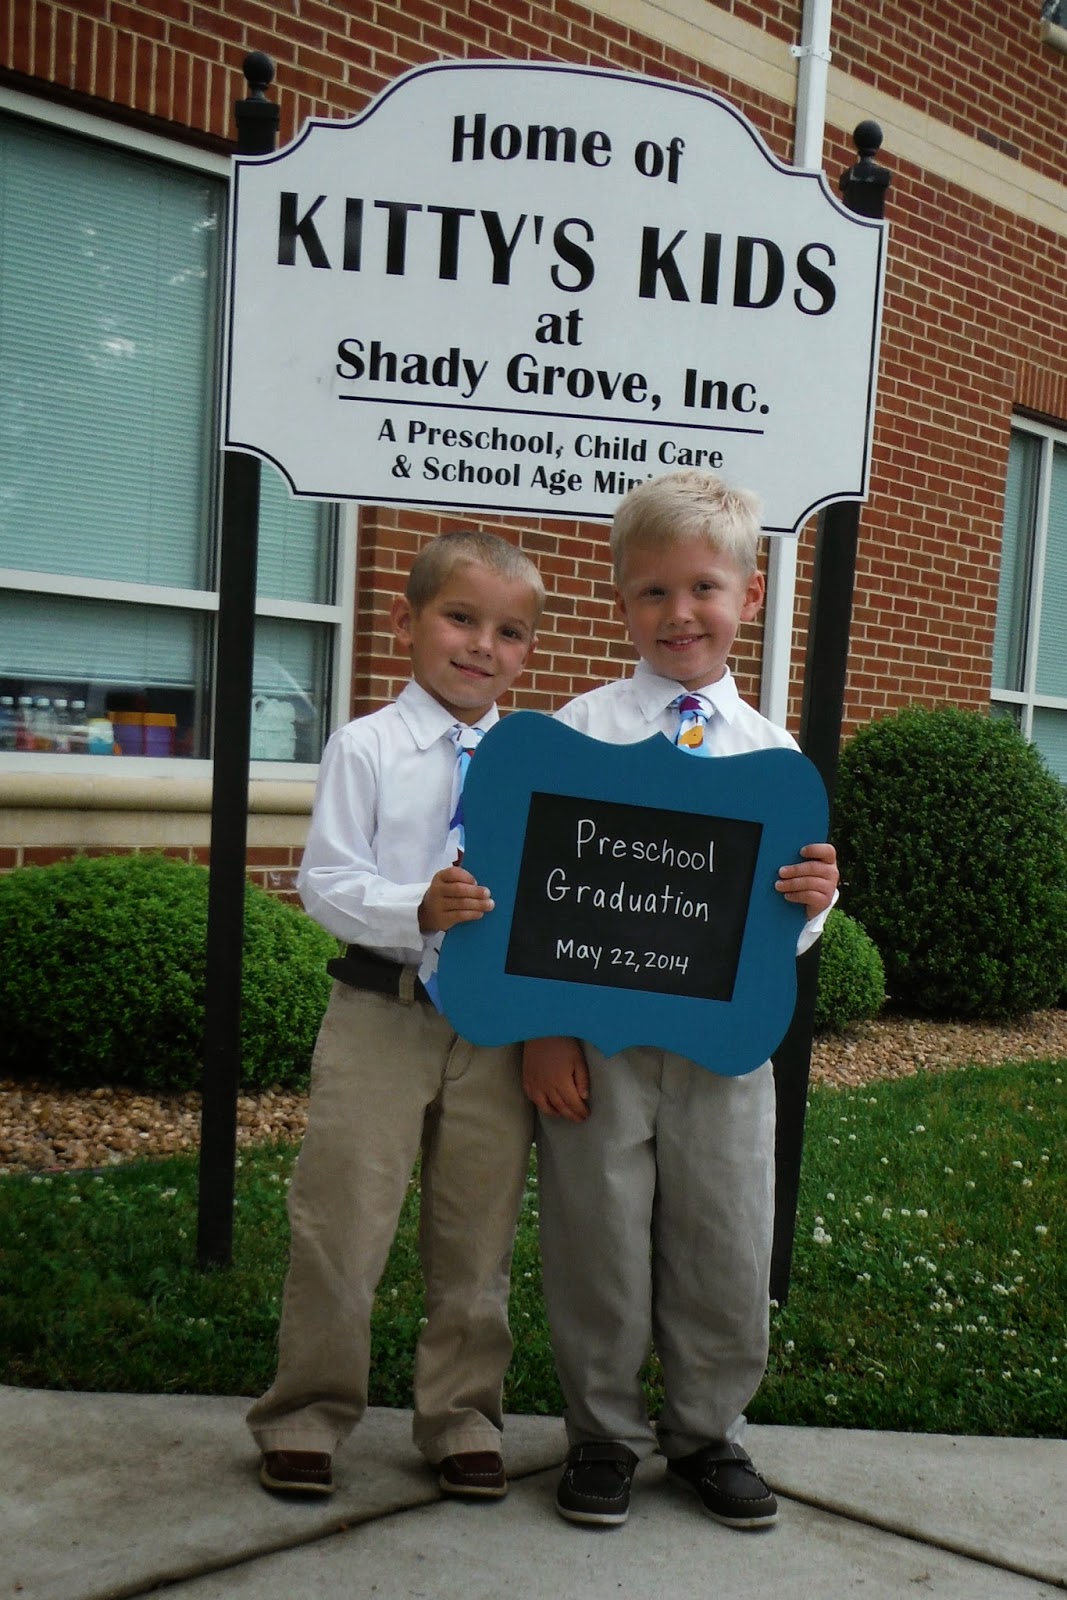 Home of
KITTY'S KIDS
at
Shady Grove, Inc.
A Preschool, Child Care
& School Age
Preschool
Graduation
May 22, 2014